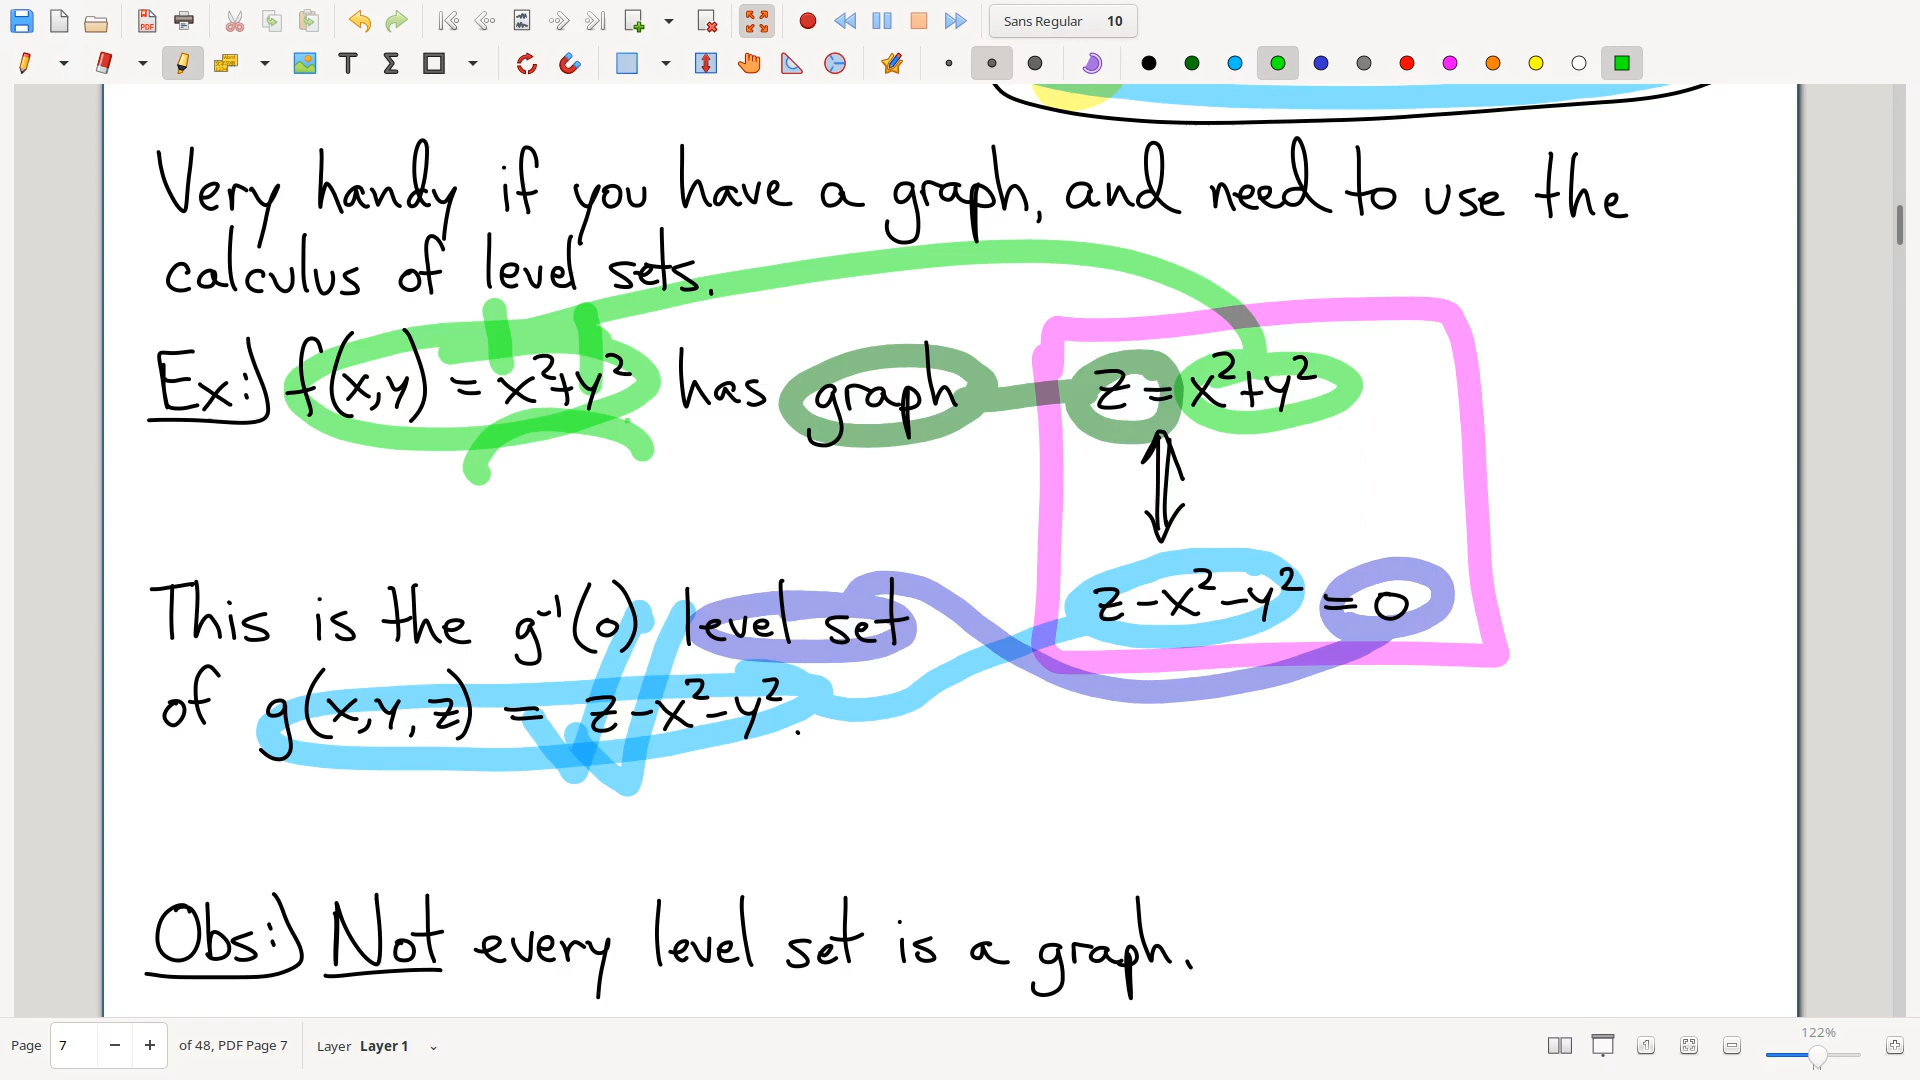 Sans Regular 10
Very handy if you have a graph, and need to use the
calculus of level sets.
Ex:) f(x,y) = x²+y² has graph z = x²+y²
z-x²-y² = 0
This is the g⁻¹(0) level set
of g(x,y,z) = z-x²-y².
Obs:) Not every level set is a graph.
Page 7 − + of 48, PDF Page 7 Layer Layer 1 122%